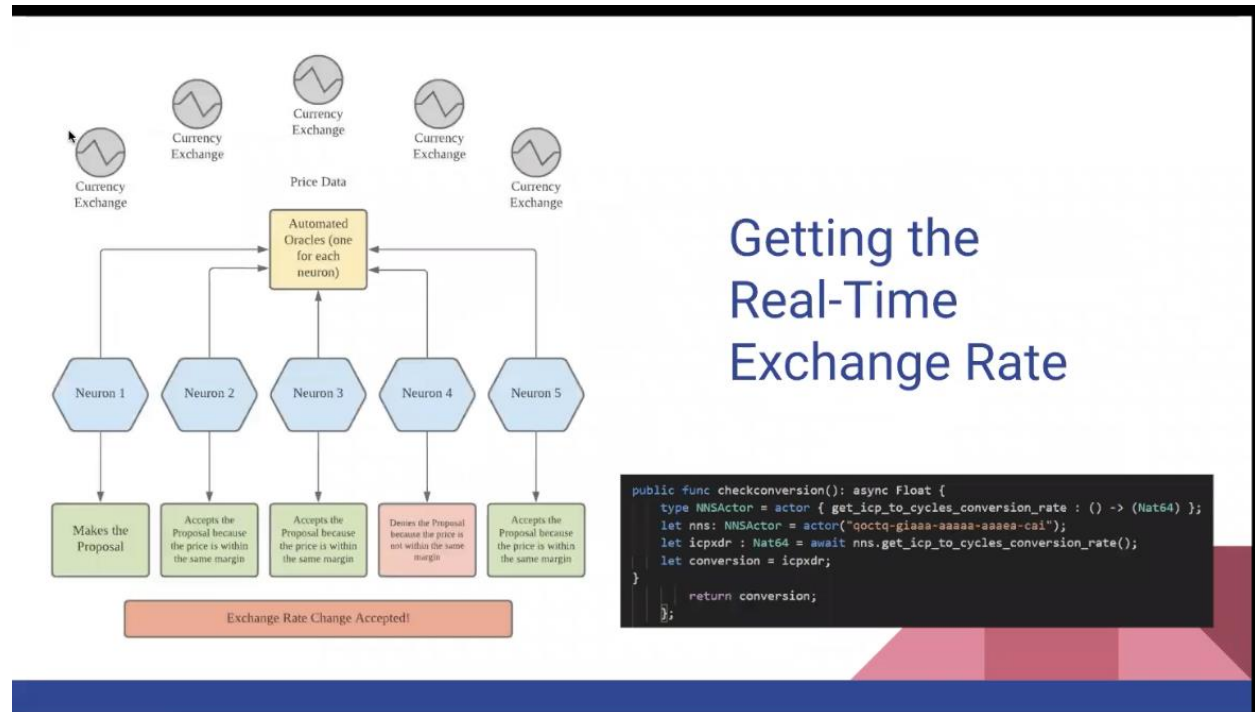 Currency
Exchange
Currency
Exchange
Currency
Exchange
Currency
Exchange
Currency
Exchange
Price Data
Automated
Oracles (one
for each
neuron)
Neuron 1
Neuron 2
Neuron 3
Neuron 4
Neuron 5
Makes the
Proposal
Accepts the
Proposal because
the price is within
the same margin
Accepts the
Proposal because
the price is within
the same margin
Denies the Proposal
because the price is
not within the same
margin
Accepts the
Proposal because
the price is within
the same margin
Exchange Rate Change Accepted!
Getting the
Real-Time
Exchange Rate
public func checkconversion(): async Float {
type NNSActor = actor { get_icp_to_cycles_conversion_rate : () -> (Nat64) };
let nns: NNSActor = actor("qoctq-giaaa-aaaaa-aaaea-cai");
let icpxdr : Nat64 = await nns.get_icp_to_cycles_conversion_rate();
let conversion = icpxdr;
}
return conversion;
};